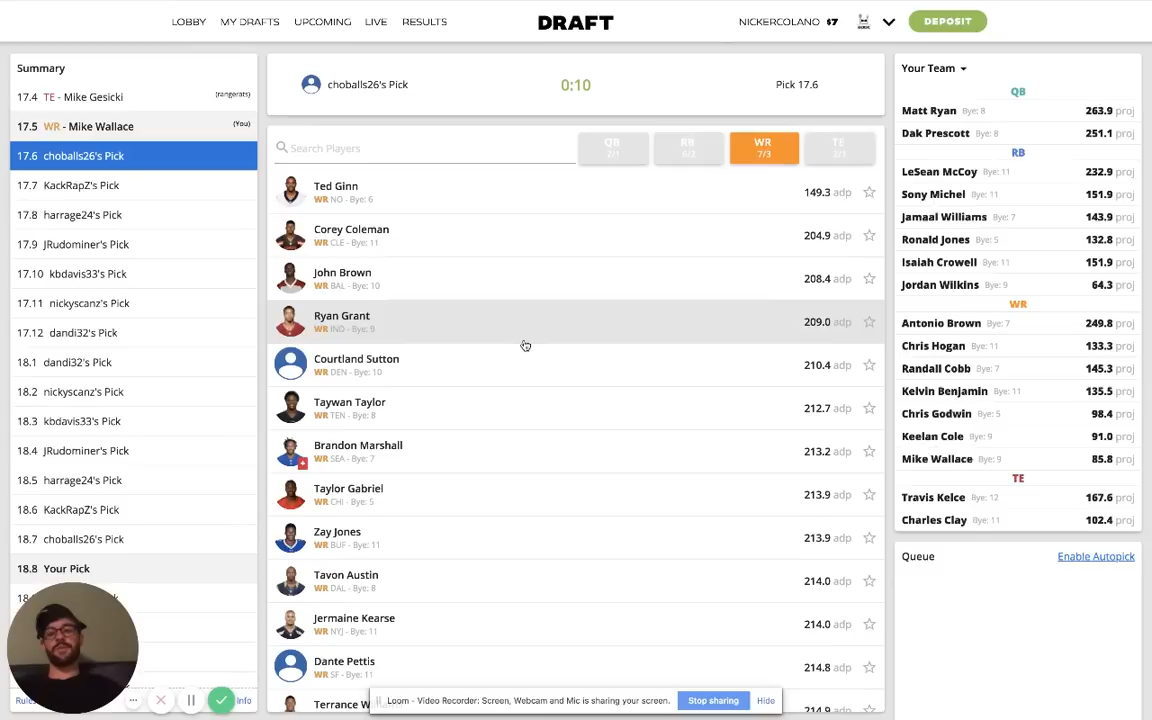 LOBBY MY DRAFTS UPCOMING LIVE RESULTS DRAFT NICKERCOLANO $7 DEPOSIT
Summary
17.4 TE - Mike Gesicki (rangerats)
17.5 WR - Mike Wallace (You)
17.6 choballs26's Pick
17.7 KackRapZ's Pick
17.8 harrage24's Pick
17.9 JRudominer's Pick
17.10 kbdavis33's Pick
17.11 nickyscanz's Pick
17.12 dandi32's Pick
18.1 dandi32's Pick
18.2 nickyscanz's Pick
18.3 kbdavis33's Pick
18.4 JRudominer's Pick
18.5 harrage24's Pick
18.6 KackRapZ's Pick
18.7 choballs26's Pick
18.8 Your Pick
Info
choballs26's Pick 0:10 Pick 17.6
Search Players
QB 2/1
RB 6/2
WR 7/3
TE 2/1
Ted Ginn 149.3 adp
WR NO - Bye: 6
Corey Coleman 204.9 adp
WR CLE - Bye: 11
John Brown 208.4 adp
WR BAL - Bye: 10
Ryan Grant 209.0 adp
WR IND - Bye: 9
Courtland Sutton 210.4 adp
WR DEN - Bye: 10
Taywan Taylor 212.7 adp
WR TEN - Bye: 8
Brandon Marshall 213.2 adp
WR SEA - Bye: 7
Taylor Gabriel 213.9 adp
WR CHI - Bye: 5
Zay Jones 213.9 adp
WR BUF - Bye: 11
Tavon Austin 214.0 adp
WR DAL - Bye: 8
Jermaine Kearse 214.0 adp
WR NYJ - Bye: 11
Dante Pettis 214.8 adp
WR SF - Bye: 11
Loom - Video Recorder: Screen, Webcam and Mic is sharing your screen. Stop sharing Hide
Your Team
QB
Matt Ryan Bye: 8 263.9 proj
Dak Prescott Bye: 8 251.1 proj
RB
LeSean McCoy Bye: 11 232.9 proj
Sony Michel Bye: 11 151.9 proj
Jamaal Williams Bye: 7 143.9 proj
Ronald Jones Bye: 5 132.8 proj
Isaiah Crowell Bye: 11 151.9 proj
Jordan Wilkins Bye: 9 64.3 proj
WR
Antonio Brown Bye: 7 249.8 proj
Chris Hogan Bye: 11 133.3 proj
Randall Cobb Bye: 7 145.3 proj
Kelvin Benjamin Bye: 11 135.5 proj
Chris Godwin Bye: 5 98.4 proj
Keelan Cole Bye: 9 91.0 proj
Mike Wallace Bye: 9 85.8 proj
TE
Travis Kelce Bye: 12 167.6 proj
Charles Clay Bye: 11 102.4 proj
Queue Enable Autopick